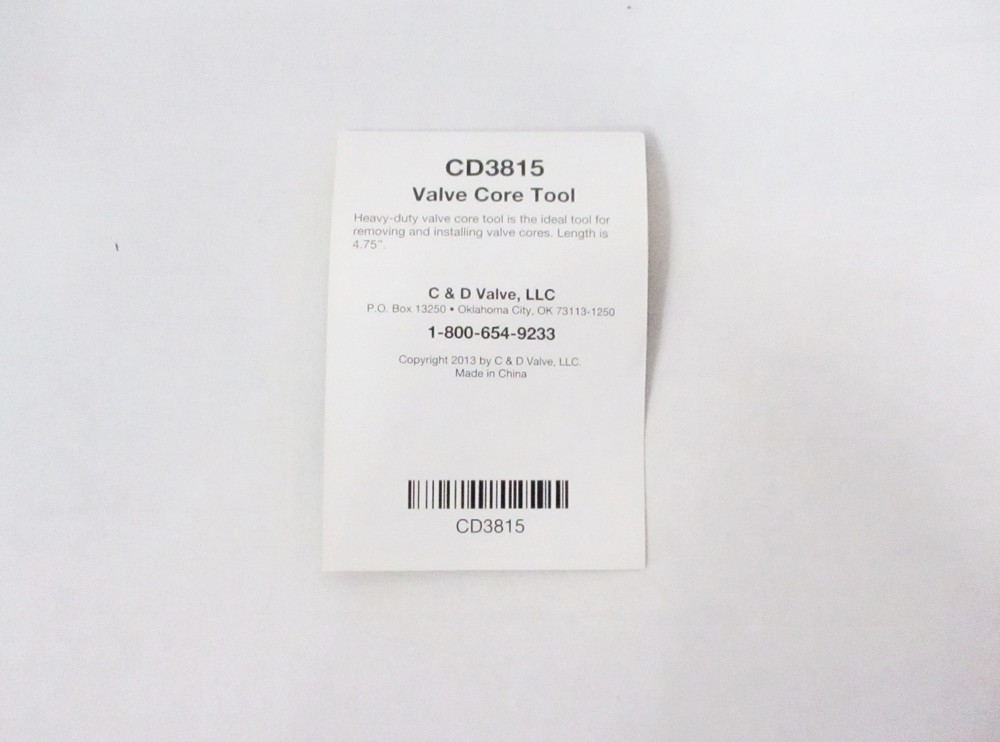 CD3815
Valve Core Tool
Heavy-duty valve core tool is the ideal tool for
removing and installing valve cores. Length is
4.75".
C & D Valve, LLC
P.O. Box 13250 • Oklahoma City, OK 73113-1250
1-800-654-9233
Copyright 2013 by C & D Valve, LLC.
Made in China
CD3815